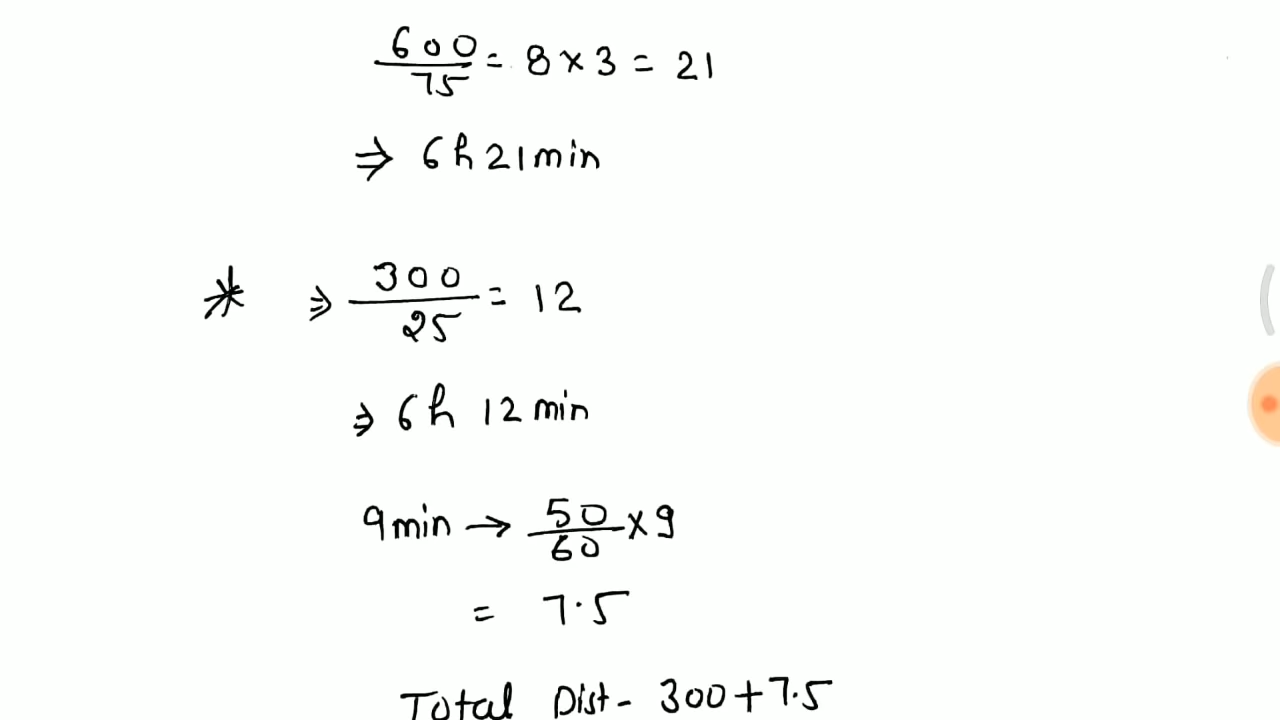 600/75 = 8 × 3 = 21
⇒ 6h 21min
* ⇒ 300/25 = 12
⇒ 6h 12 min
9min → 50/60 × 9
= 7.5
Total Dist - 300 + 7.5